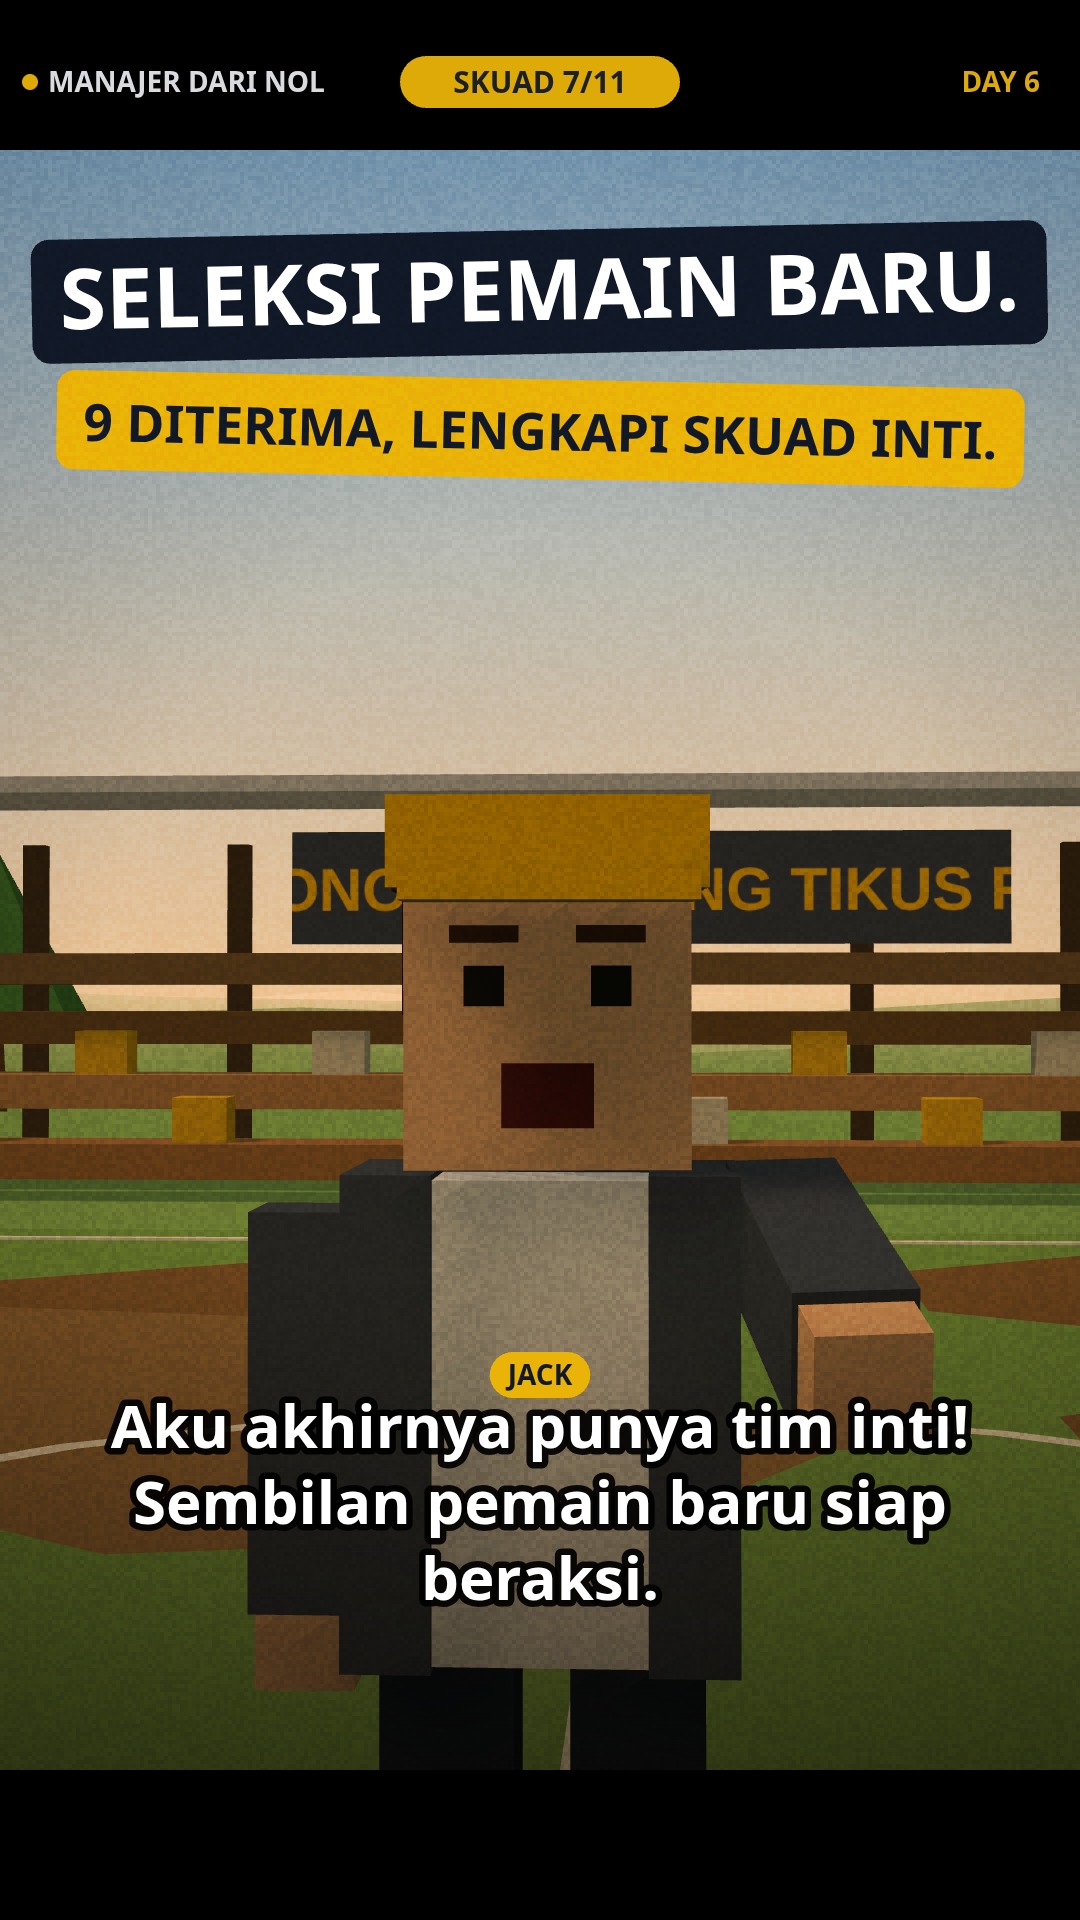 MANAJER DARI NOL
SKUAD 7/11
DAY 6
SELEKSI PEMAIN BARU.
9 DITERIMA, LENGKAPI SKUAD INTI.
TIKUS
JACK
Aku akhirnya punya tim inti!
Sembilan pemain baru siap
beraksi.